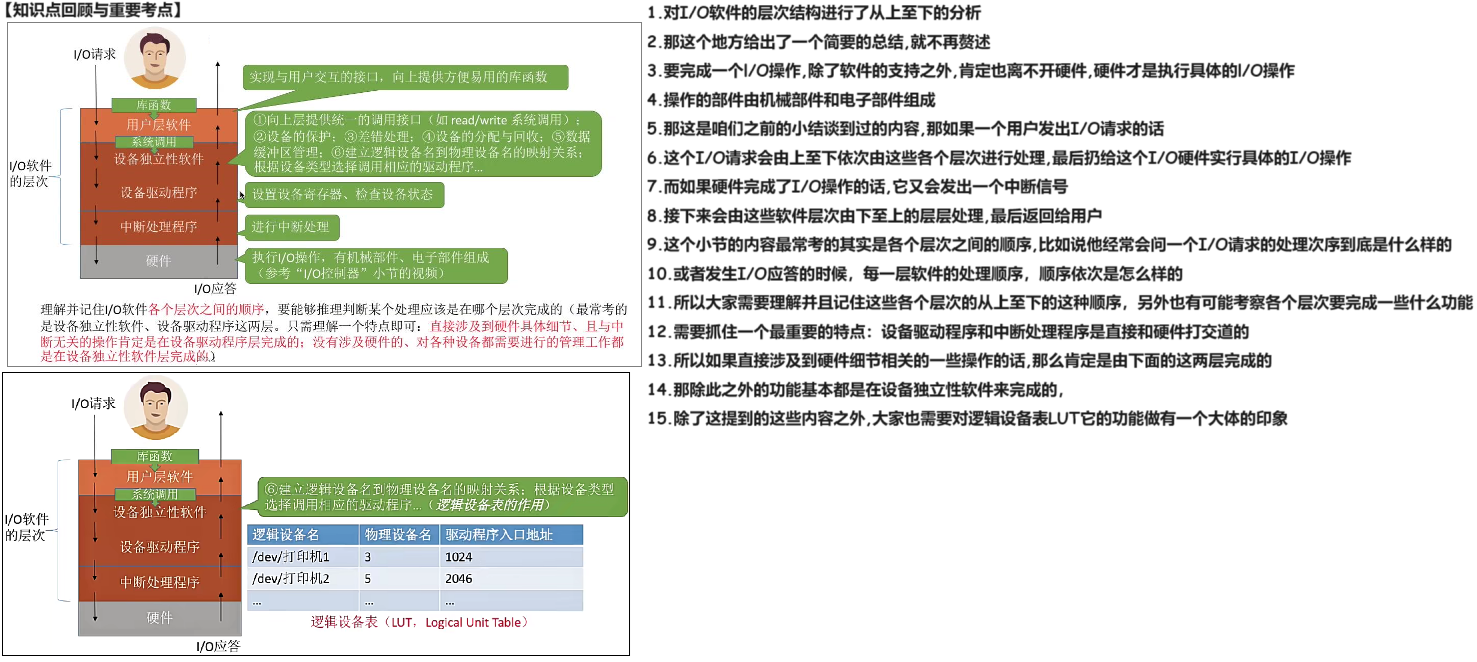 【知识点回顾与重要考点】
I/O请求
实现与用户交互的接口，向上提供方便易用的库函数
库函数
用户层软件
系统调用
设备独立性软件
设备驱动程序
中断处理程序
硬件
I/O应答
I/O软件
的层次
①向上层提供统一的调用接口（如 read/write 系统调用）；
②设备的保护；③差错处理；④设备的分配与回收；⑤数据
缓冲区管理；⑥建立逻辑设备名到物理设备名的映射关系；
根据设备类型选择调用相应的驱动程序...
设置设备寄存器、检查设备状态
进行中断处理
执行I/O操作，有机械部件、电子部件组成
（参考“I/O控制器”小节的视频）
理解并记住I/O软件各个层次之间的顺序，要能够推理判断某个处理应该是在哪个层次完成的（最常考的
是设备独立性软件、设备驱动程序这两层。只需理解一个特点即可：直接涉及到硬件具体细节、且与中
断无关的操作肯定是在设备驱动程序层完成的；没有涉及硬件的、对各种设备都需要进行的管理工作都
是在设备独立性软件层完成的）
I/O请求
库函数
用户层软件
系统调用
设备独立性软件
设备驱动程序
中断处理程序
硬件
I/O应答
I/O软件
的层次
⑥建立逻辑设备名到物理设备名的映射关系；根据设备类型
选择调用相应的驱动程序...（逻辑设备表的作用）
逻辑设备名 物理设备名 驱动程序入口地址
/dev/打印机1 3 1024
/dev/打印机2 5 2046
... ... ...
逻辑设备表（LUT，Logical Unit Table）
1.对I/O软件的层次结构进行了从上至下的分析
2.那这个地方给出了一个简要的总结,就不再赘述
3.要完成一个I/O操作,除了软件的支持之外,肯定也离不开硬件,硬件才是执行具体的I/O操作
4.操作的部件由机械部件和电子部件组成
5.那这是咱们之前的小结谈到过的内容,那如果一个用户发出I/O请求的话
6.这个I/O请求会由上至下依次由这些各个层次进行处理,最后扔给这个I/O硬件实行具体的I/O操作
7.而如果硬件完成了I/O操作的话,它又会发出一个中断信号
8.接下来会由这些软件层次由下至上的层层处理,最后返回给用户
9.这个小节的内容最常考的其实是各个层次之间的顺序,比如说他经常会问一个I/O请求的处理次序到底是什么样的
10.或者发生I/O应答的时候，每一层软件的处理顺序，顺序依次是怎么样的
11.所以大家需要理解并且记住这些各个层次的从上至下的这种顺序，另外也有可能考察各个层次要完成一些什么功能
12.需要抓住一个最重要的特点：设备驱动程序和中断处理程序是直接和硬件打交道的
13.所以如果直接涉及到硬件细节相关的一些操作的话，那么肯定是由下面的这两层完成的
14.那除此之外的功能基本都是在设备独立性软件来完成的，
15.除了这提到的这些内容之外,大家也需要对逻辑设备表LUT它的功能做有一个大体的印象